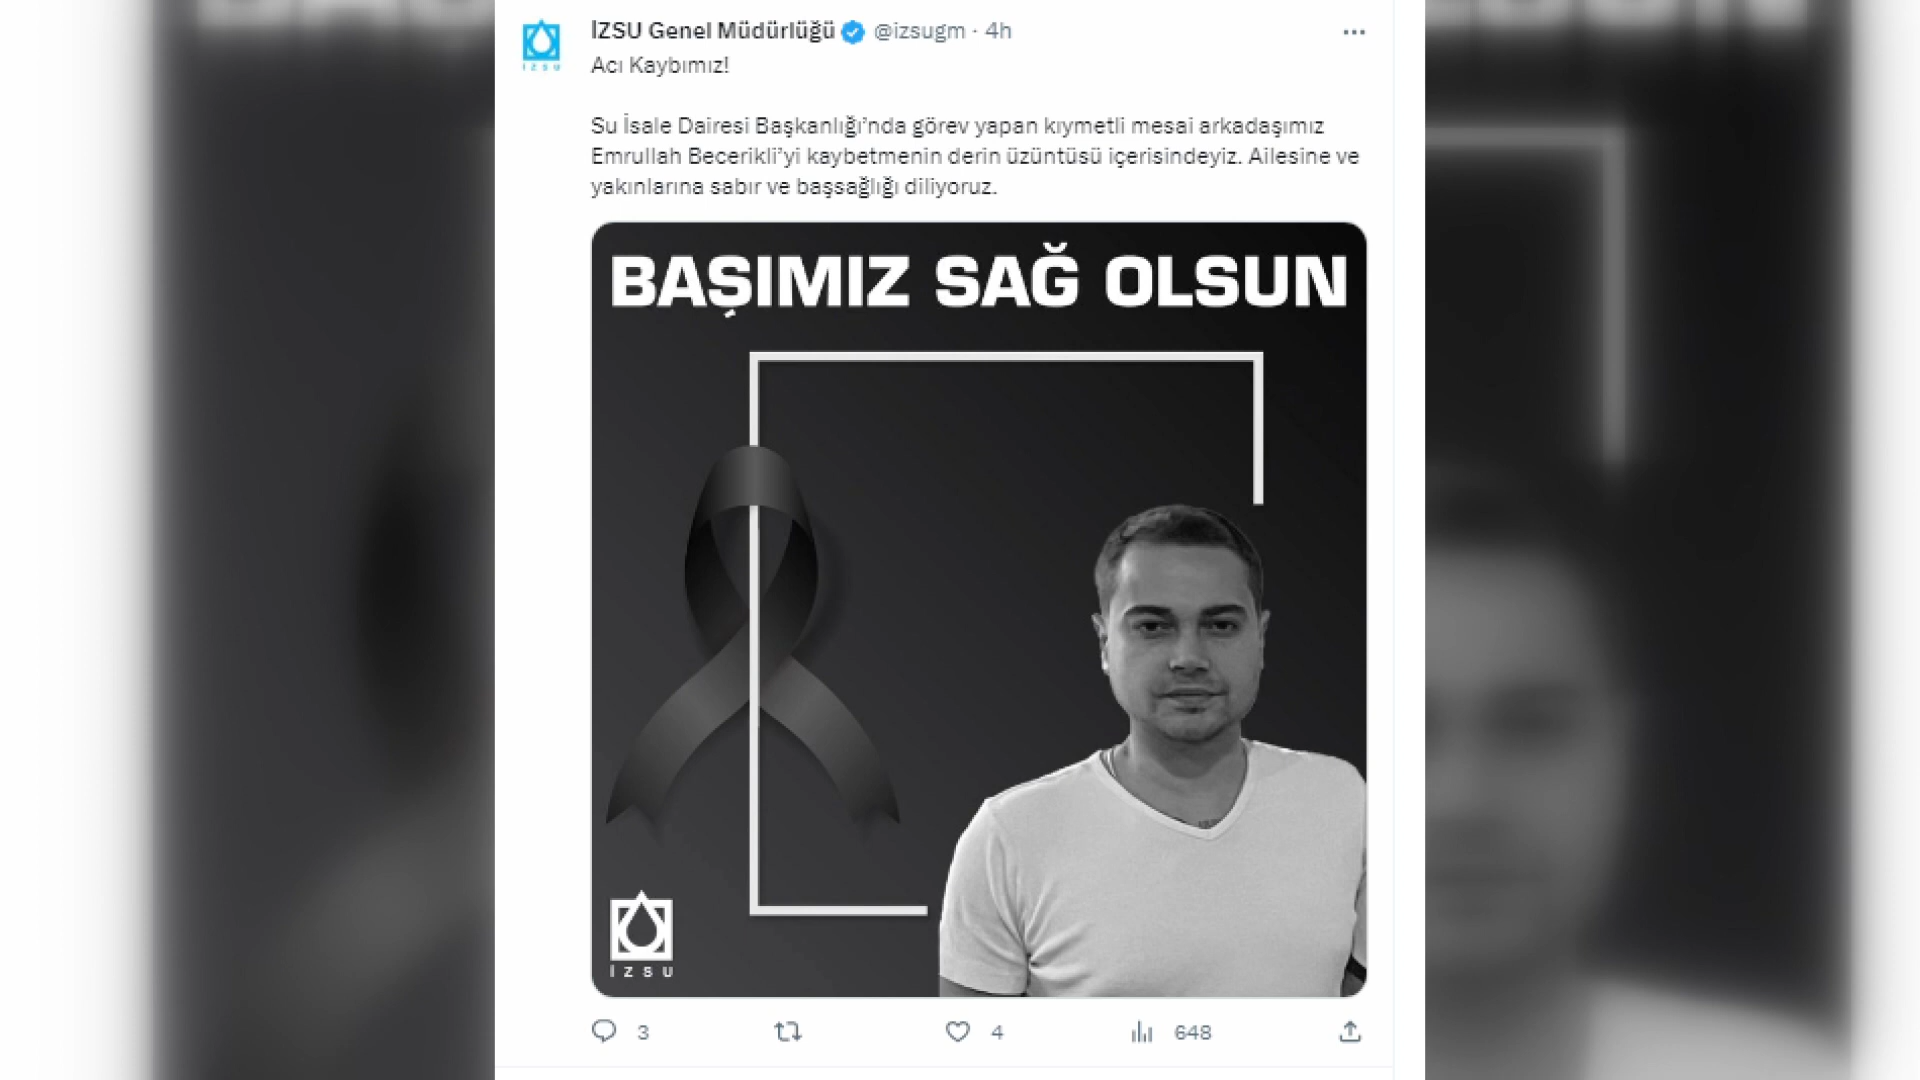 İZSU Genel Müdürlüğü @izsugm · 4h
İZSU
Acı Kaybımız!
Su İsale Dairesi Başkanlığı'nda görev yapan kıymetli mesai arkadaşımız
Emrullah Becerikli'yi kaybetmenin derin üzüntüsü içerisindeyiz. Ailesine ve
yakınlarına sabır ve başsağlığı diliyoruz.
BAŞIMIZ SAĞ OLSUN
İZSU
3 4 648